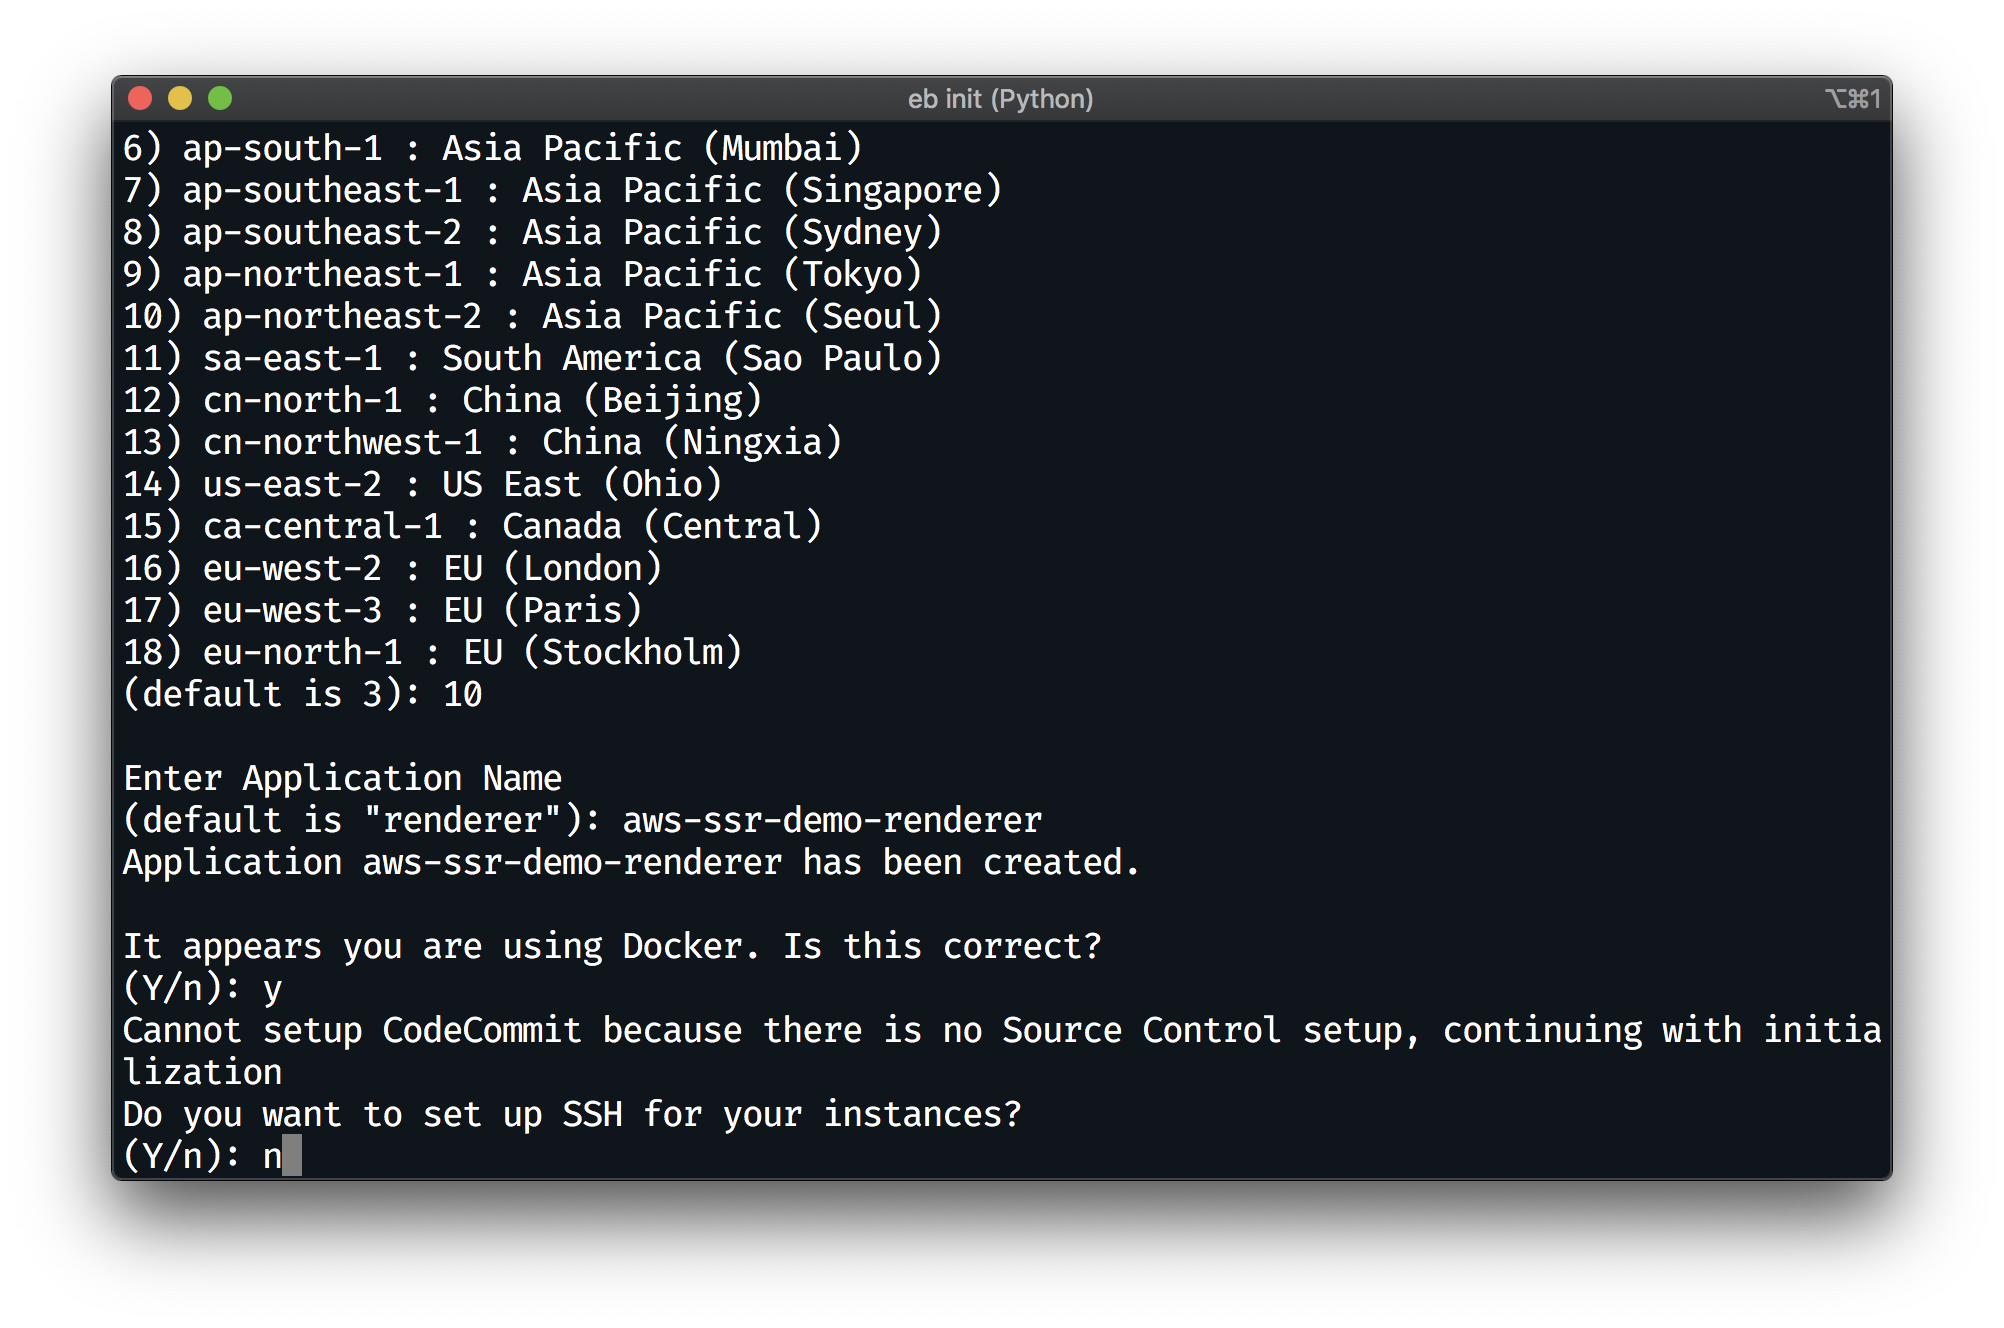 eb init (Python)
⌥⌘1
6) ap-south-1 : Asia Pacific (Mumbai)
7) ap-southeast-1 : Asia Pacific (Singapore)
8) ap-southeast-2 : Asia Pacific (Sydney)
9) ap-northeast-1 : Asia Pacific (Tokyo)
10) ap-northeast-2 : Asia Pacific (Seoul)
11) sa-east-1 : South America (Sao Paulo)
12) cn-north-1 : China (Beijing)
13) cn-northwest-1 : China (Ningxia)
14) us-east-2 : US East (Ohio)
15) ca-central-1 : Canada (Central)
16) eu-west-2 : EU (London)
17) eu-west-3 : EU (Paris)
18) eu-north-1 : EU (Stockholm)
(default is 3): 10
Enter Application Name
(default is "renderer"): aws-ssr-demo-renderer
Application aws-ssr-demo-renderer has been created.
It appears you are using Docker. Is this correct?
(Y/n): y
Cannot setup CodeCommit because there is no Source Control setup, continuing with initia
lization
Do you want to set up SSH for your instances?
(Y/n): n